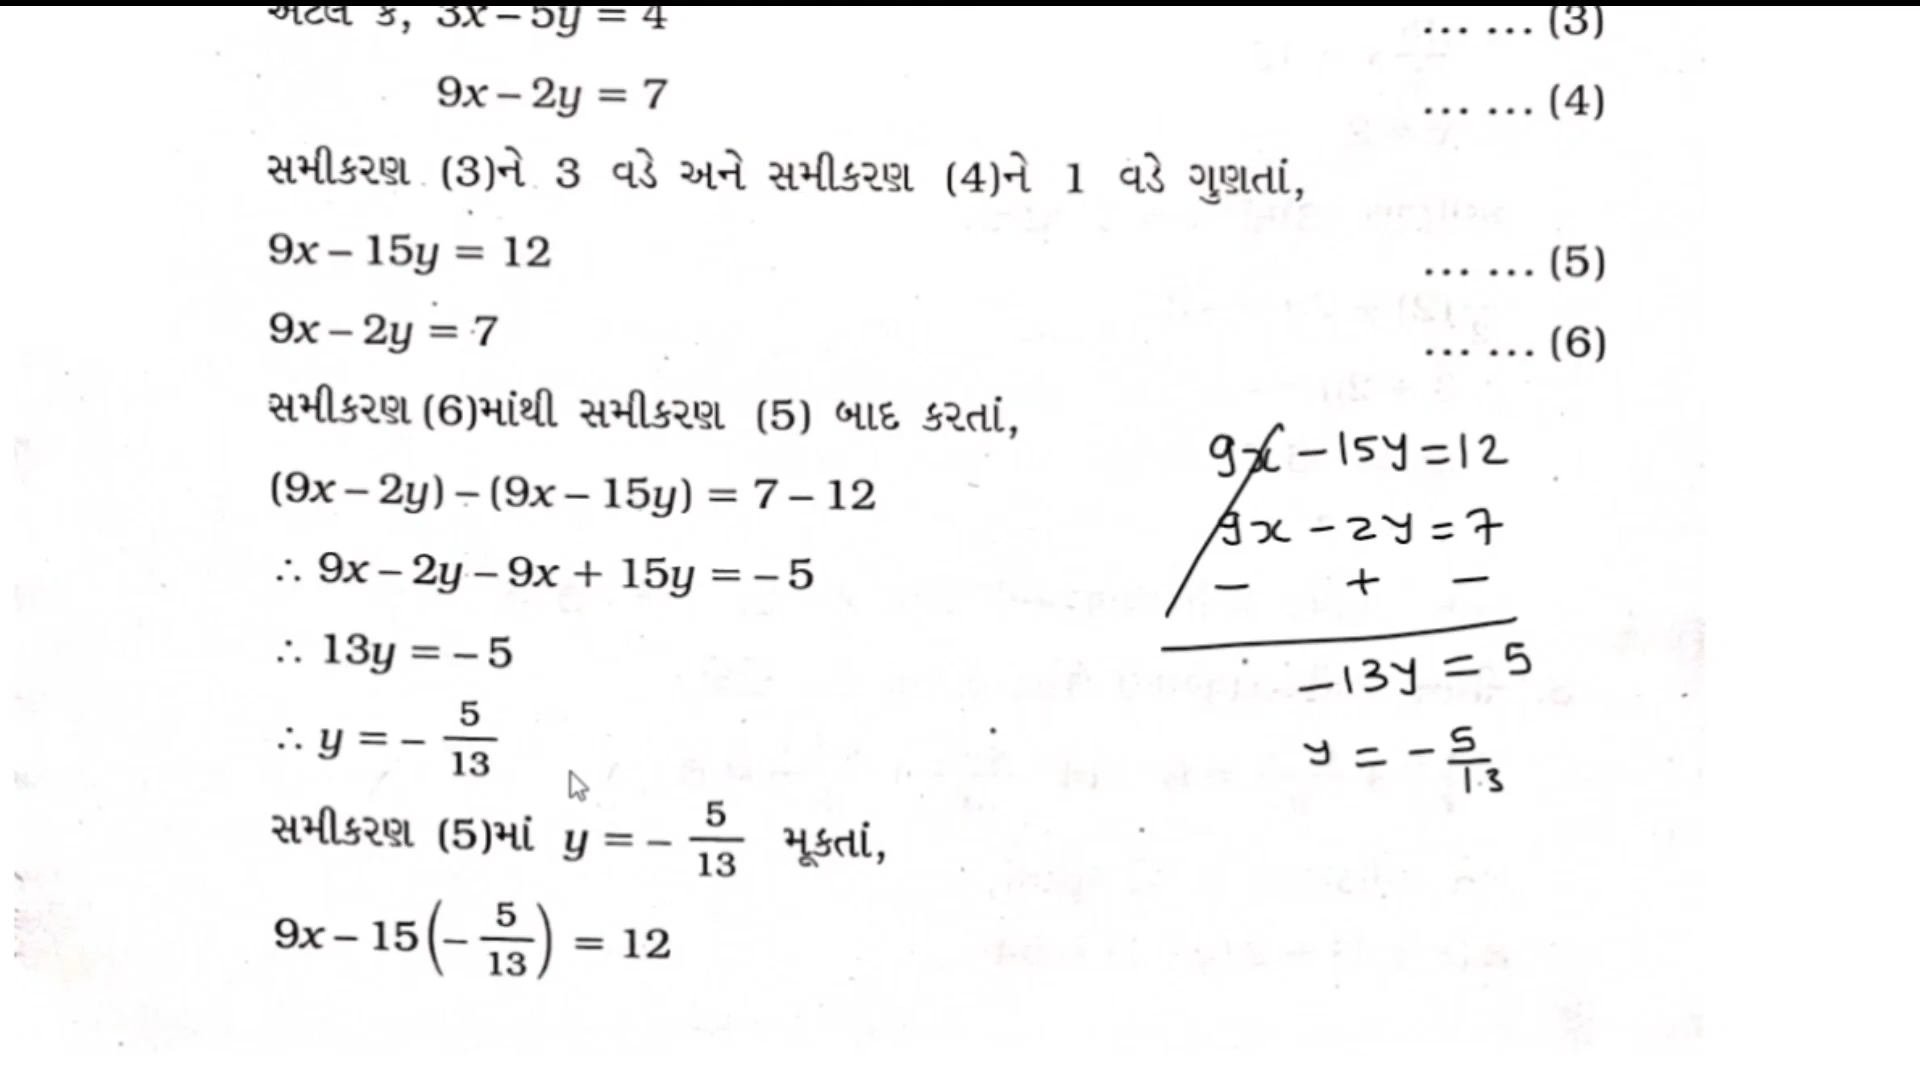 એટલે કે, 3x – 5y = 4 ... ... (3)
9x – 2y = 7 ... ... (4)
સમીકરણ (3)ને 3 વડે અને સમીકરણ (4)ને 1 વડે ગુણતાં,
9x – 15y = 12 ... ... (5)
9x – 2y = 7 ... ... (6)
સમીકરણ (6)માંથી સમીકરણ (5) બાદ કરતાં,
(9x – 2y) – (9x – 15y) = 7 – 12
∴ 9x – 2y – 9x + 15y = – 5
∴ 13y = – 5
∴ y = – 5/13
સમીકરણ (5)માં y = – 5/13 મૂકતાં,
9x – 15(– 5/13) = 12
9x – 15y = 12
9x – 2y = 7
– + –
– 13y = 5
y = – 5/13